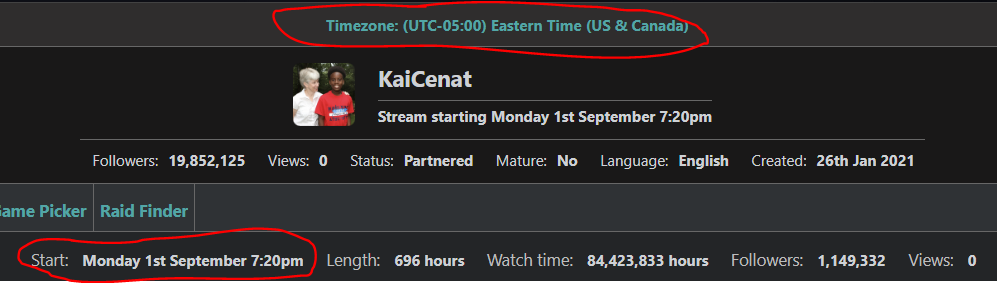 Timezone: (UTC-05:00) Eastern Time (US & Canada)
KaiCenat
Stream starting Monday 1st September 7:20pm
Followers: 19,852,125 Views: 0 Status: Partnered Mature: No Language: English Created: 26th Jan 2021
Game Picker Raid Finder
Start: Monday 1st September 7:20pm Length: 696 hours Watch time: 84,423,833 hours Followers: 1,149,332 Views: 0